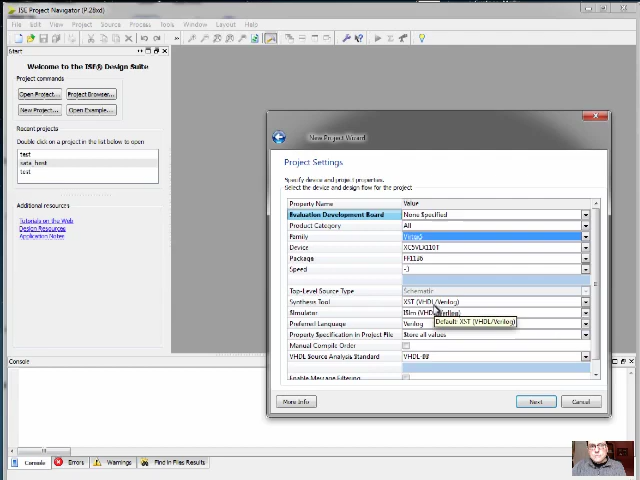 ISE Project Navigator (P.28xd)
File Edit View Project Source Process Tools Window Layout Help
Start
Welcome to the ISE® Design Suite
Project commands
Open Project... Project Browser...
New Project... Open Example...
Recent projects
Double click on a project in the list below to open
test
sata_host
test
Additional resources
Tutorials on the Web
Design Resources
Application Notes
New Project Wizard
Project Settings
Specify device and project properties.
Select the device and design flow for the project
Property Name Value
Evaluation Development Board None Specified
Product Category All
Family Virtex5
Device XC5VLX110T
Package FF1136
Speed -3
Top-Level Source Type Schematic
Synthesis Tool XST (VHDL/Verilog)
Simulator ISim (VHDL/Verilog)
Default: XST (VHDL/Verilog)
Preferred Language Verilog
Property Specification in Project File Store all values
Manual Compile Order
VHDL Source Analysis Standard VHDL-93
Enable Message Filtering
More Info Next Cancel
Console
Console Errors Warnings Find in Files Results